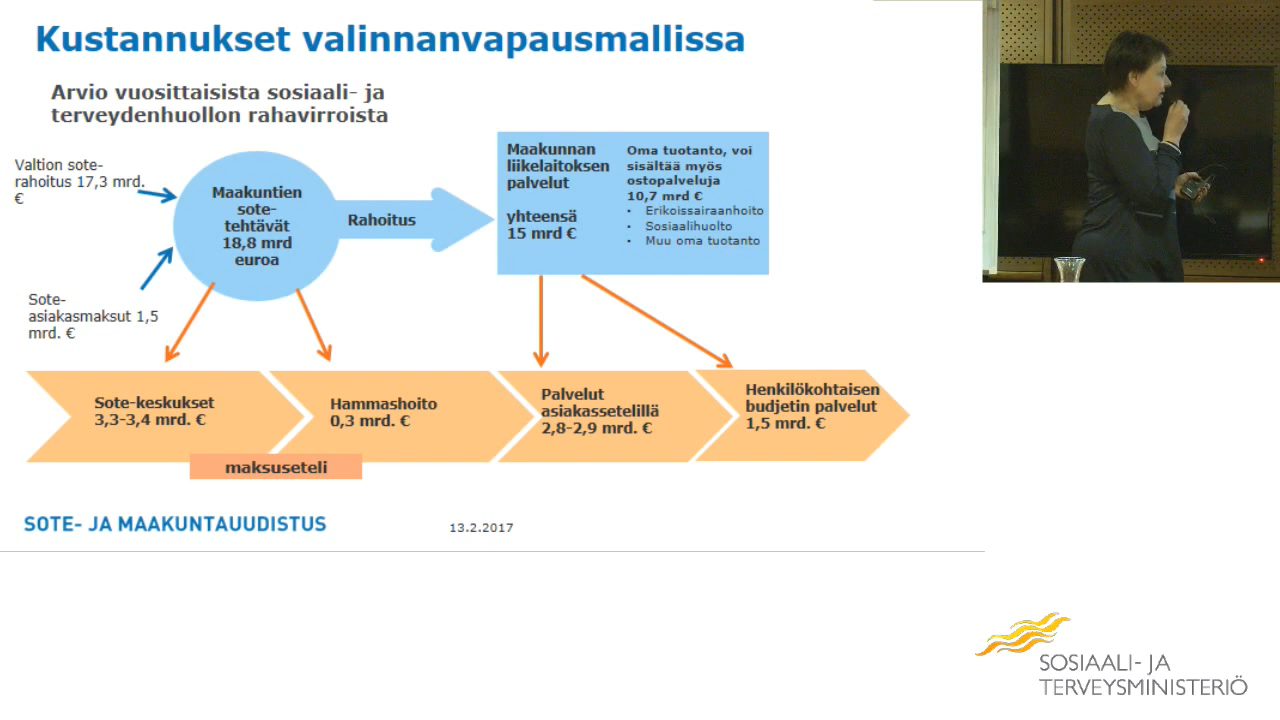 Kustannukset valinnanvapausmallissa
Arvio vuosittaisista sosiaali- ja
terveydenhuollon rahavirroista
Valtion sote-
rahoitus 17,3 mrd.
€
Sote-
asiakasmaksut 1,5
mrd. €
Maakuntien
sote-
tehtävät
18,8 mrd
euroa
Rahoitus
Maakunnan
liikelaitoksen
palvelut
yhteensä
15 mrd €
Oma tuotanto, voi
sisältää myös
ostopalveluja
10,7 mrd €
• Erikoissairaanhoito
• Sosiaalihuolto
• Muu oma tuotanto
Sote-keskukset
3,3-3,4 mrd. €
Hammashoito
0,3 mrd. €
Palvelut
asiakassetelillä
2,8-2,9 mrd. €
Henkilökohtaisen
budjetin palvelut
1,5 mrd. €
maksuseteli
SOTE- JA MAAKUNTAUUDISTUS
13.2.2017
SOSIAALI- JA
TERVEYSMINISTERIÖ